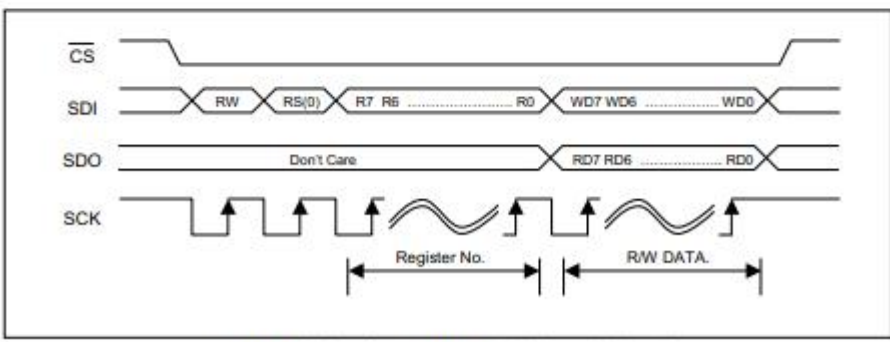 CS
SDI RW RS(0) R7 R6 ........................ R0 WD7 WD6 ................ WD0
SDO Don't Care RD7 RD6 ................ RD0
SCK
Register No. R/W DATA.